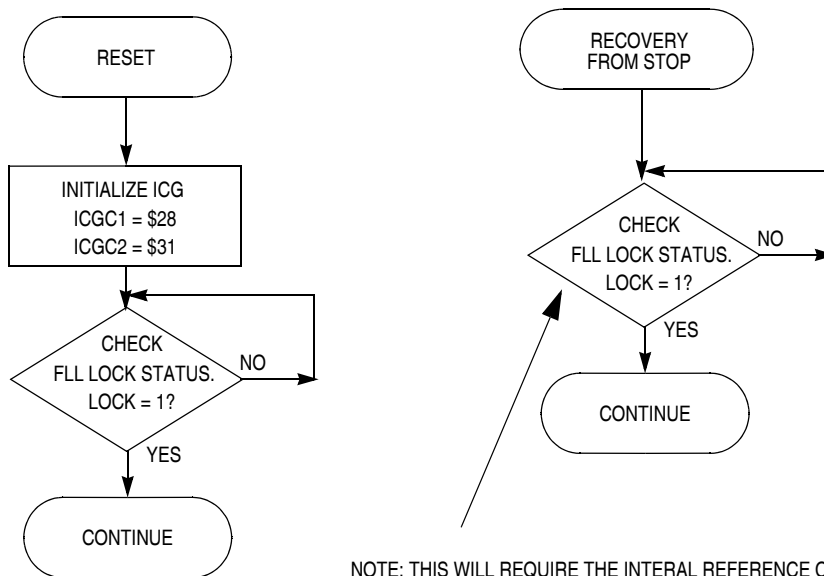 RESET
INITIALIZE ICG
ICGC1 = $28
ICGC2 = $31
CHECK
FLL LOCK STATUS.
LOCK = 1?
NO
YES
CONTINUE
RECOVERY
FROM STOP
CHECK
FLL LOCK STATUS.
LOCK = 1?
NO
YES
CONTINUE
NOTE: THIS WILL REQUIRE THE INTERAL REFERENCE